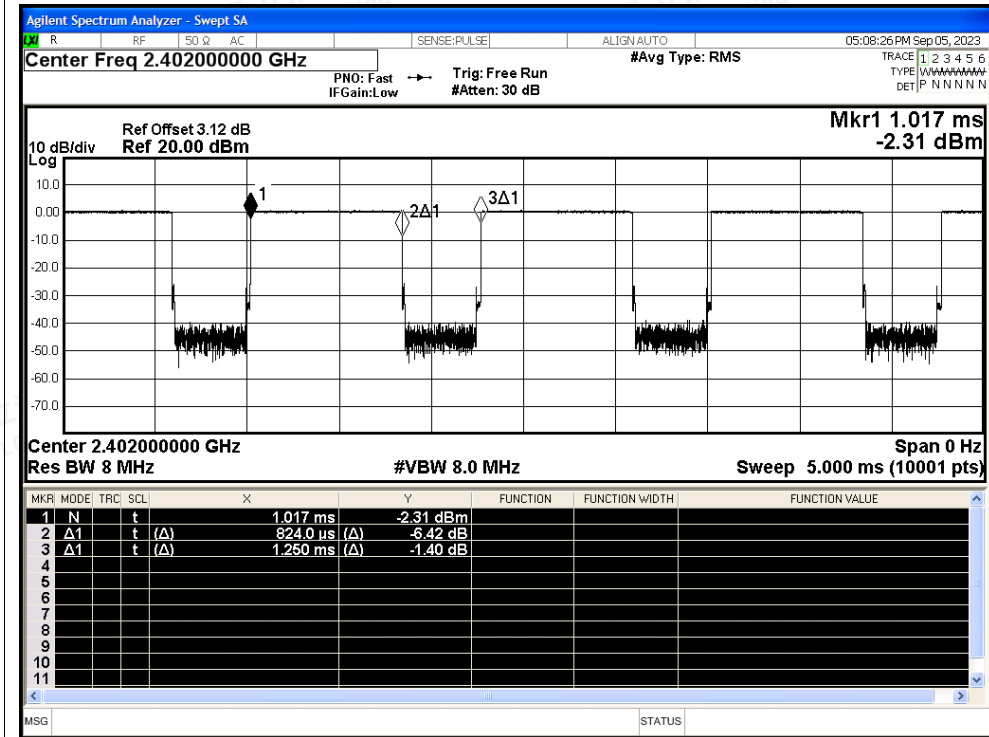 Agilent Spectrum Analyzer - Swept SA
LXI R RF 50 Ω AC SENSE:PULSE ALIGN AUTO 05:08:26 PM Sep 05, 2023
Center Freq 2.402000000 GHz #Avg Type: RMS TRACE 1 2 3 4 5 6
PNO: Fast Trig: Free Run TYPE
IFGain:Low #Atten: 30 dB DET P N N N N N
Mkr1 1.017 ms
Ref Offset 3.12 dB
10 dB/div Ref 20.00 dBm -2.31 dBm
Log
10.0
1 3Δ1
0.00 2Δ1
-10.0
-20.0
-30.0
-40.0
-50.0
-60.0
-70.0
Center 2.402000000 GHz Span 0 Hz
Res BW 8 MHz #VBW 8.0 MHz Sweep 5.000 ms (10001 pts)
MKR MODE TRC SCL X Y FUNCTION FUNCTION WIDTH FUNCTION VALUE
1 N t 1.017 ms -2.31 dBm
2 Δ1 t (Δ) 824.0 µs (Δ) -6.42 dB
3 Δ1 t (Δ) 1.250 ms (Δ) -1.40 dB
4
5
6
7
8
9
10
11
MSG STATUS